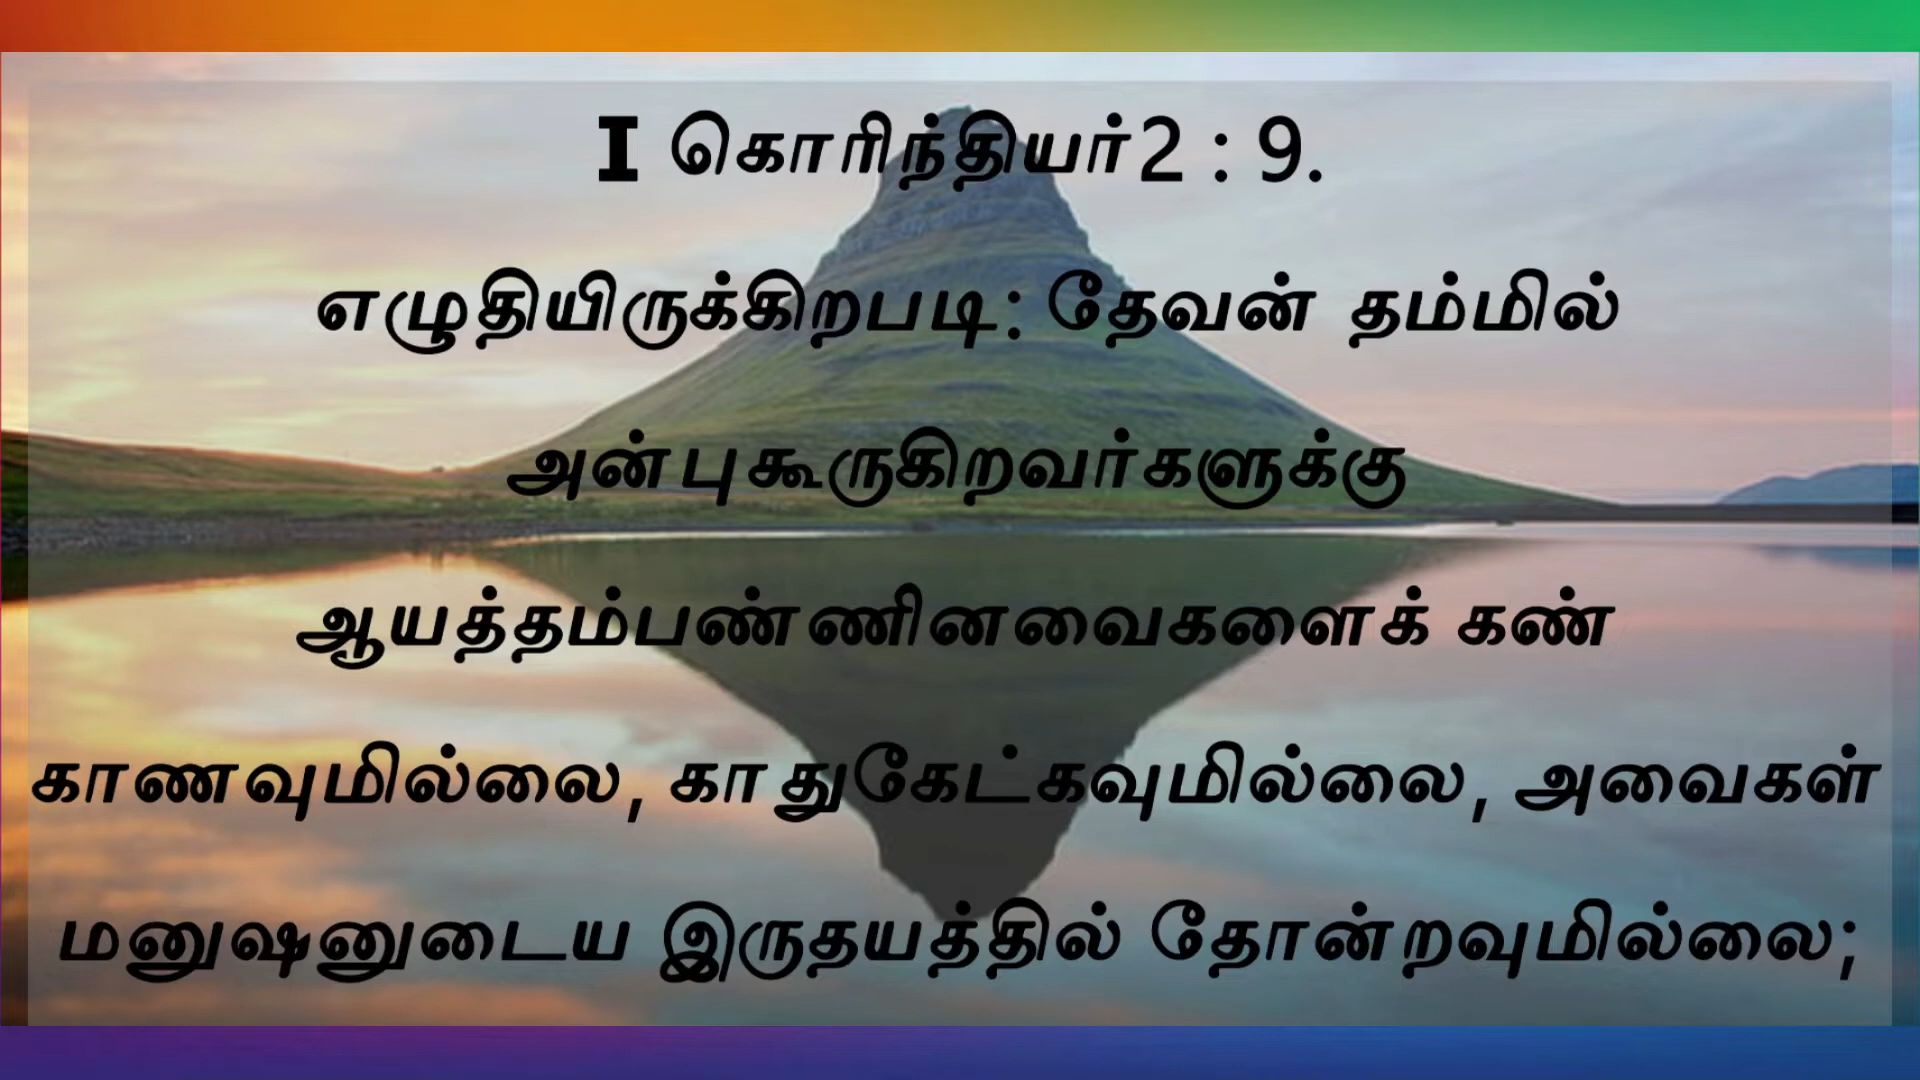 I கொரிந்தியர்2 : 9.
எழுதியிருக்கிறபடி: தேவன் தம்மில்
அன்புகூருகிறவர்களுக்கு
ஆயத்தம்பண்ணினவைகளைக் கண்
காணவுமில்லை, காதுகேட்கவுமில்லை, அவைகள்
மனுஷனுடைய இருதயத்தில் தோன்றவுமில்லை;